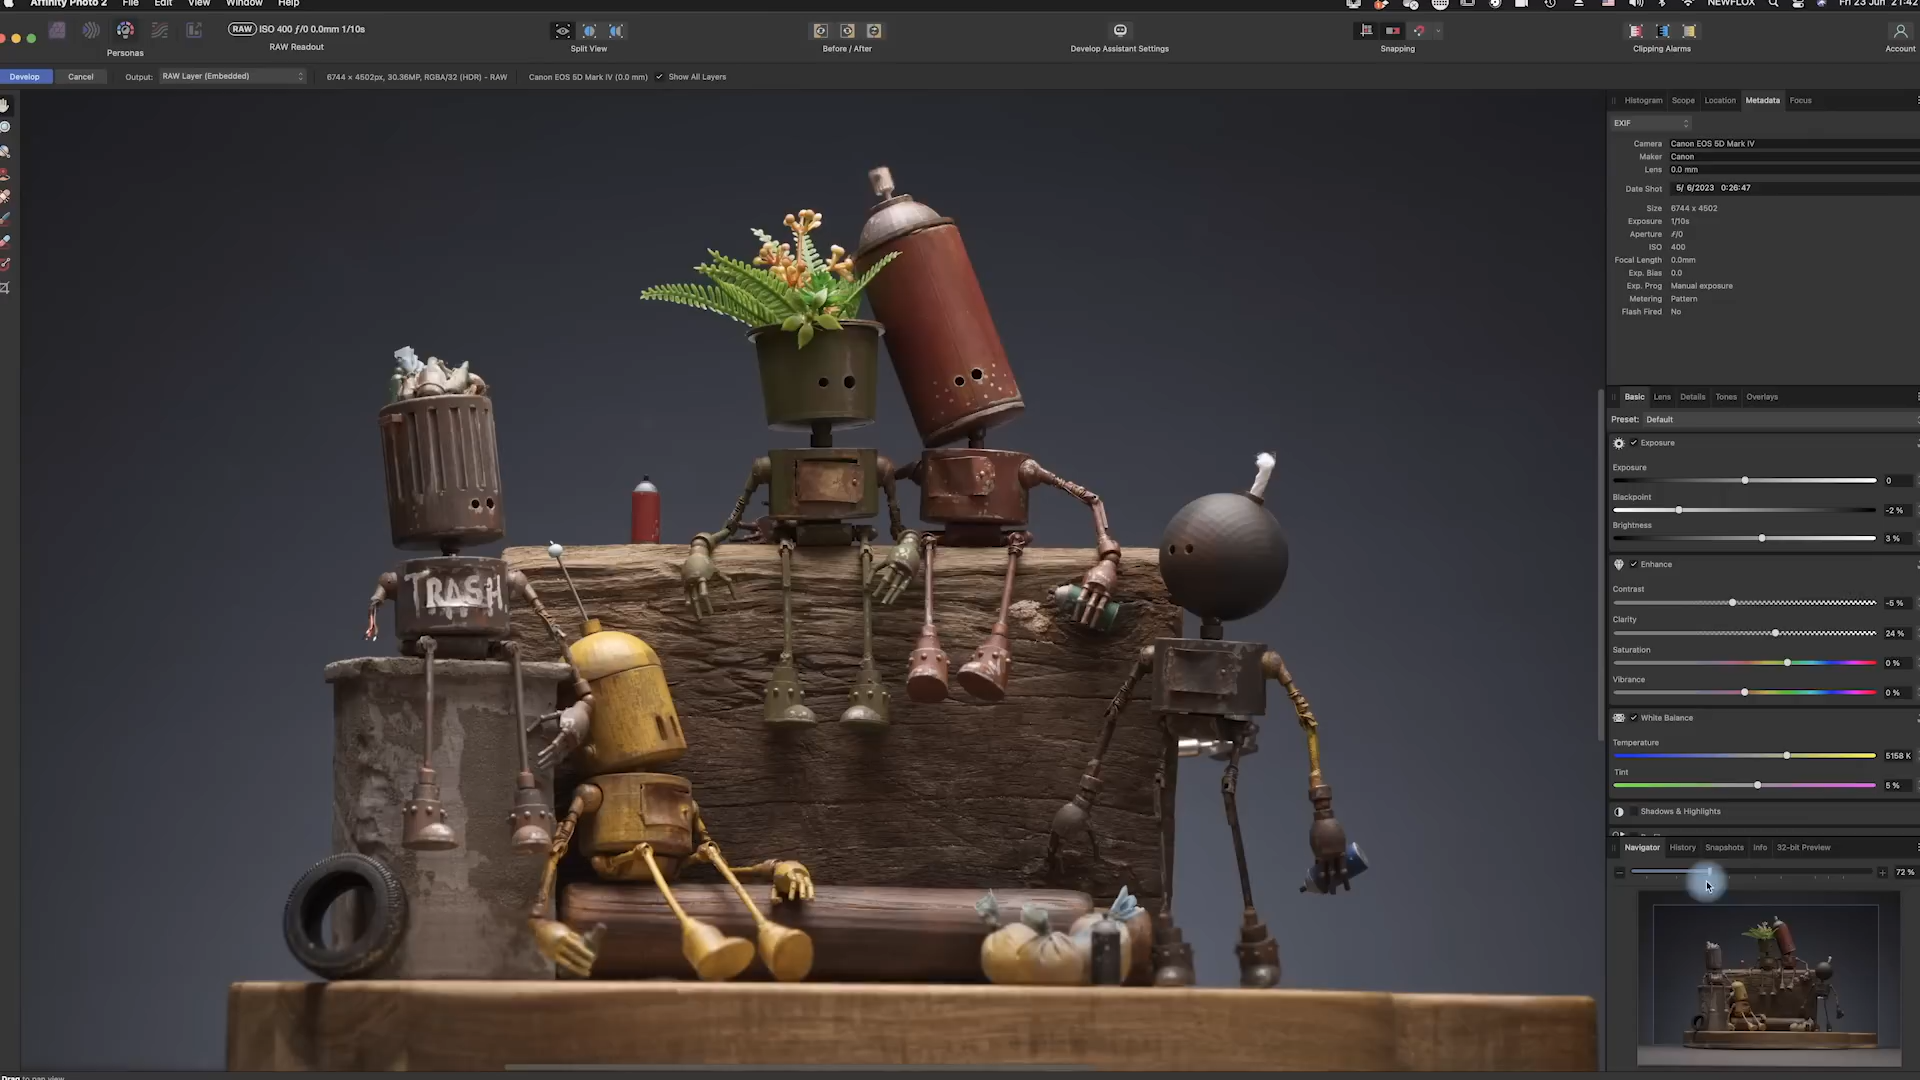 Affinity Photo 2 File Edit View Window Help NEWFLOX Fri 23 Jun 21:42
RAW ISO 400 ƒ/0 0.0mm 1/10s
RAW Readout
Personas
Split View
Before / After
Develop Assistant Settings
Snapping
Clipping Alarms
Account
Develop Cancel Output: RAW Layer (Embedded) 6744 x 4502px, 30.36MP, RGBA/32 (HDR) - RAW Canon EOS 5D Mark IV (0.0 mm) Show All Layers
Histogram Scope Location Metadata Focus
EXIF
Camera Canon EOS 5D Mark IV
Maker Canon
Lens 0.0 mm
Date Shot 5/ 6/2023 0:26:47
Size 6744 x 4502
Exposure 1/10s
Aperture ƒ/0
ISO 400
Focal Length 0.0mm
Exp. Bias 0.0
Exp. Prog Manual exposure
Metering Pattern
Flash Fired No
Basic Lens Details Tones Overlays
Preset: Default
Exposure
Exposure
0
Blackpoint
-2 %
Brightness
3 %
Enhance
Contrast
-5 %
Clarity
24 %
Saturation
0 %
Vibrance
0 %
White Balance
Temperature
5158 K
Tint
5 %
Shadows & Highlights
Navigator History Snapshots Info 32-bit Preview
72 %
TRASH
Drag to pan view.